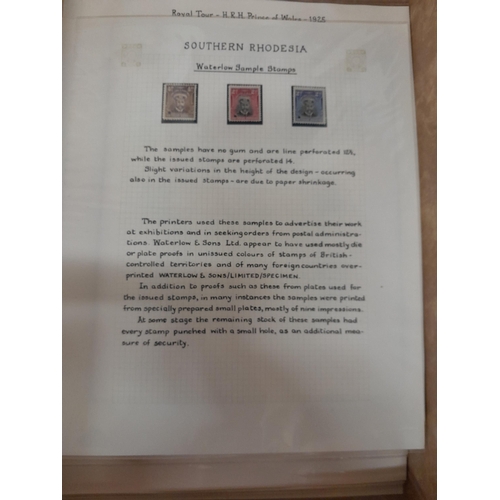 Royal Tour - H.R.H. Prince of Wales - 1925
SOUTHERN RHODESIA
Waterlow Sample Stamps
The samples have no gum and are line perforated 12½,
while the issued stamps are perforated 14.
Slight variations in the height of the design - occurring
also in the issued stamps - are due to paper shrinkage.
The printers used these samples to advertise their work
at exhibitions and in seeking orders from postal administra-
tions. Waterlow & Sons Ltd. appear to have used mostly die
or plate proofs in unissued colours of stamps of British-
controlled territories and of many foreign countries over-
printed WATERLOW & SONS/LIMITED/SPECIMEN.
In addition to proofs such as these from plates used for
the issued stamps, in many instances the samples were printed
from specially prepared small plates, mostly of nine impressions.
At some stage the remaining stock of these samples had
every stamp punched with a small hole, as an additional mea-
sure of security.